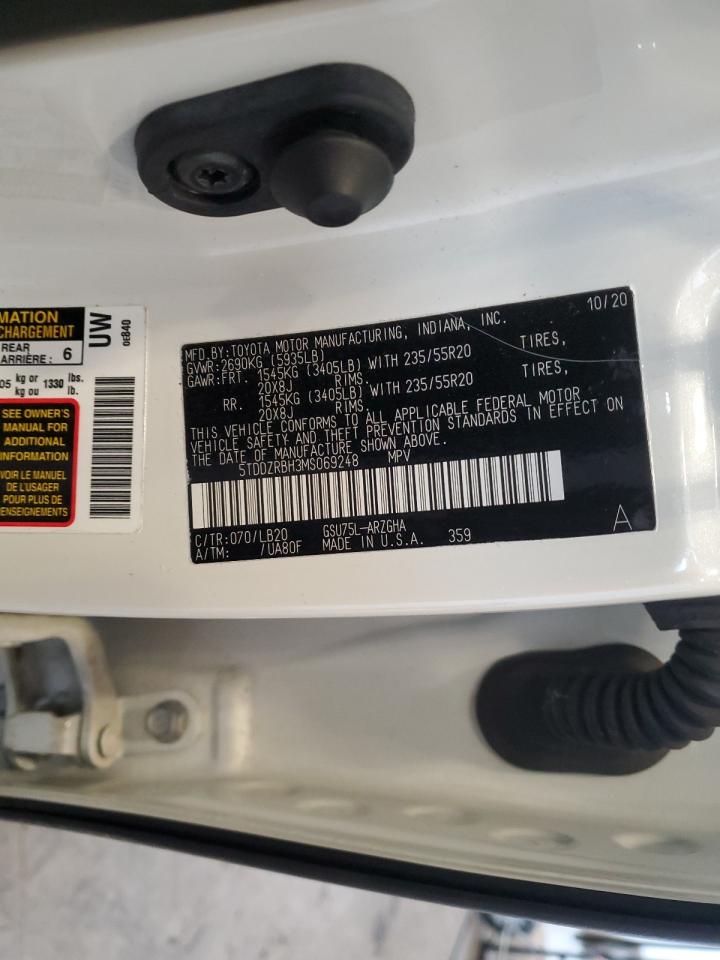 MATION
CHARGEMENT
REAR
ARRIÈRE : 6
05 kg or 1330 lbs.
kg ou lb.
SEE OWNER'S
MANUAL FOR
ADDITIONAL
INFORMATION
VOIR LE MANUEL
DE L'USAGER
POUR PLUS DE
RENSEIGNEMENTS
UW
0E840
10/20
MFD.BY:TOYOTA MOTOR MANUFACTURING, INDIANA, INC.
GVWR:2690KG (5935LB)
GAWR:FRT. 1545KG (3405LB) WITH 235/55R20 TIRES,
20X8J RIMS.
RR. 1545KG (3405LB) WITH 235/55R20 TIRES,
20X8J RIMS.
THIS VEHICLE CONFORMS TO ALL APPLICABLE FEDERAL MOTOR
VEHICLE SAFETY AND THEFT PREVENTION STANDARDS IN EFFECT ON
THE DATE OF MANUFACTURE SHOWN ABOVE.
5TDDZRBH3MS069248 MPV
C/TR:070/LB20 GSU75L-ARZGHA
A/TM: /UA80F MADE IN U.S.A. 359
A